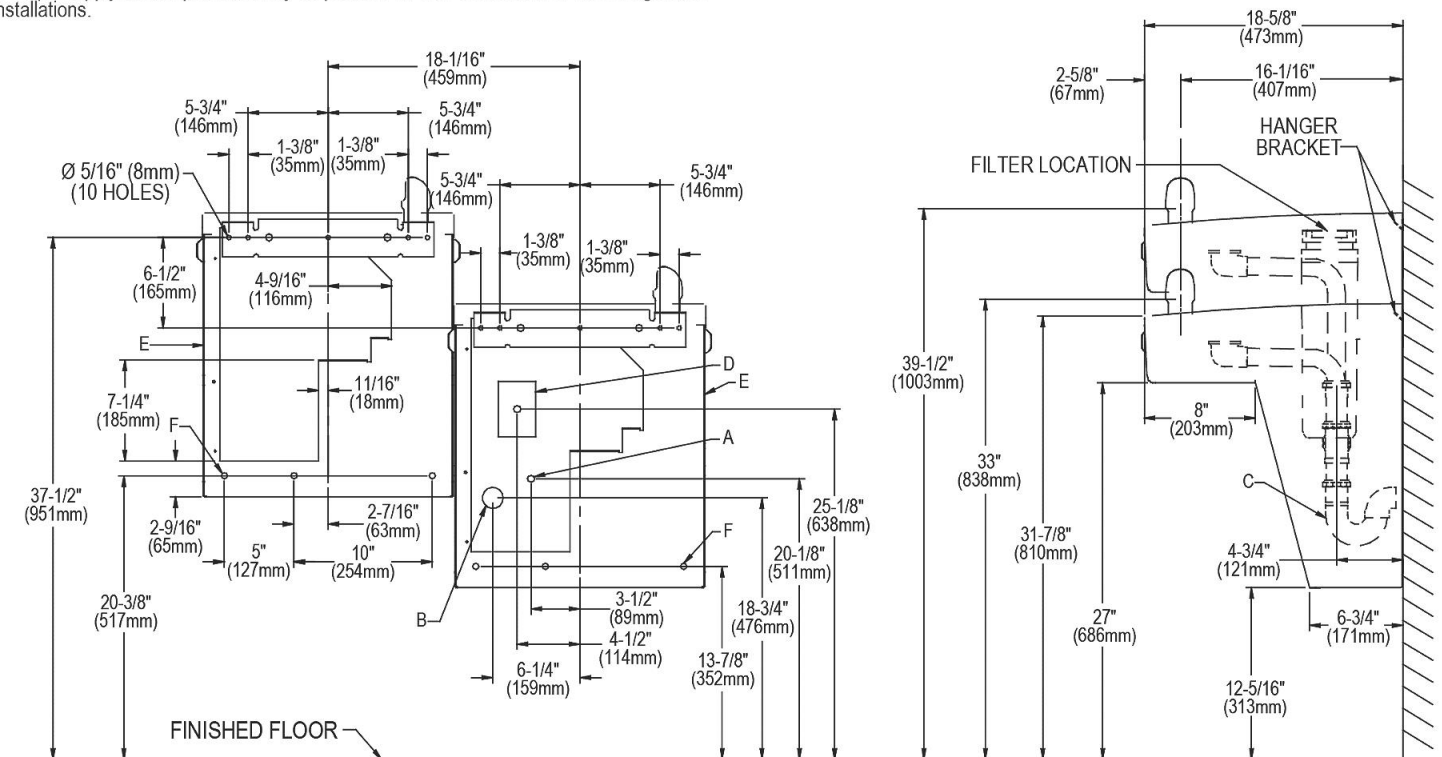 nstallations.
18-1/16"
(459mm)
5-3/4"
(146mm)
5-3/4"
(146mm)
1-3/8"
(35mm)
1-3/8"
(35mm)
Ø 5/16" (8mm)
(10 HOLES)
5-3/4"
(146mm)
5-3/4"
(146mm)
1-3/8"
(35mm)
1-3/8"
(35mm)
6-1/2"
(165mm)
4-9/16"
(116mm)
E
D
E
11/16"
(18mm)
7-1/4"
(185mm)
F
A
37-1/2"
(951mm)
2-9/16"
(65mm)
2-7/16"
(63mm)
5"
(127mm)
10"
(254mm)
25-1/8"
(638mm)
F
20-1/8"
(511mm)
20-3/8"
(517mm)
B
3-1/2"
(89mm)
18-3/4"
(476mm)
4-1/2"
(114mm)
6-1/4"
(159mm)
13-7/8"
(352mm)
FINISHED FLOOR
18-5/8"
(473mm)
2-5/8"
(67mm)
16-1/16"
(407mm)
HANGER
BRACKET
FILTER LOCATION
39-1/2"
(1003mm)
8"
(203mm)
33"
(838mm)
C
31-7/8"
(810mm)
4-3/4"
(121mm)
27"
(686mm)
6-3/4"
(171mm)
12-5/16"
(313mm)